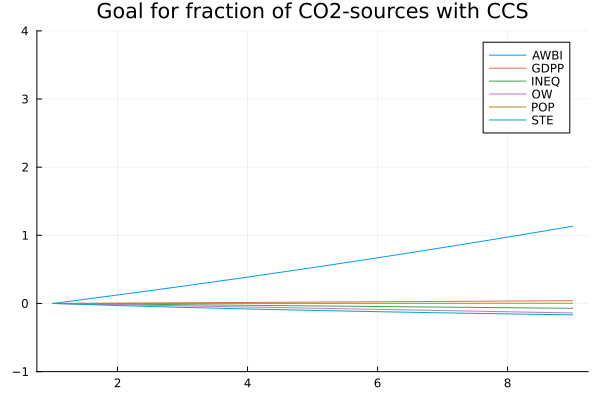 Goal for fraction of CO2-sources with CCS
4
3
2
1
0
−1
2
4
6
8
AWBI
GDPP
INEQ
OW
POP
STE